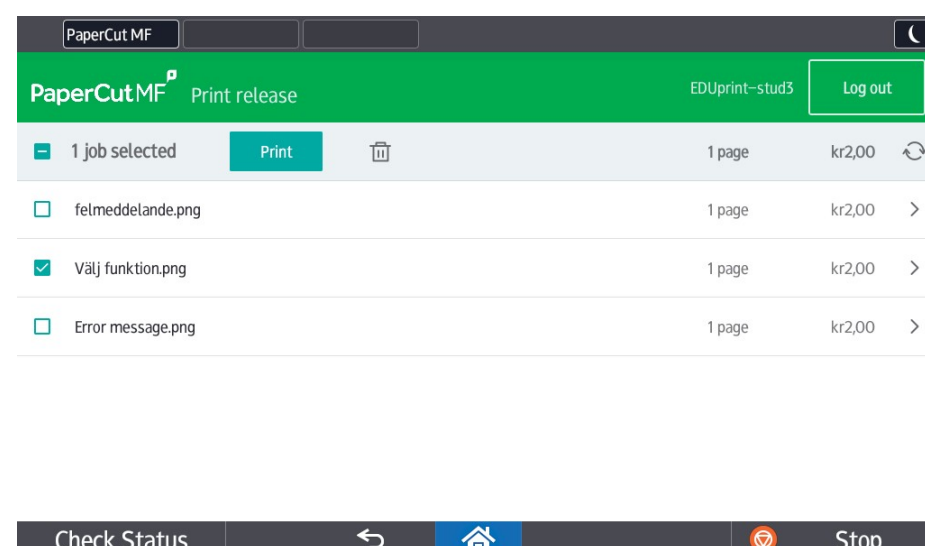 PaperCut MF
PaperCut MF Print release EDUprint-stud3 Log out
1 job selected Print 1 page kr2,00
felmeddelande.png 1 page kr2,00
Välj funktion.png 1 page kr2,00
Error message.png 1 page kr2,00
Check Status Stop